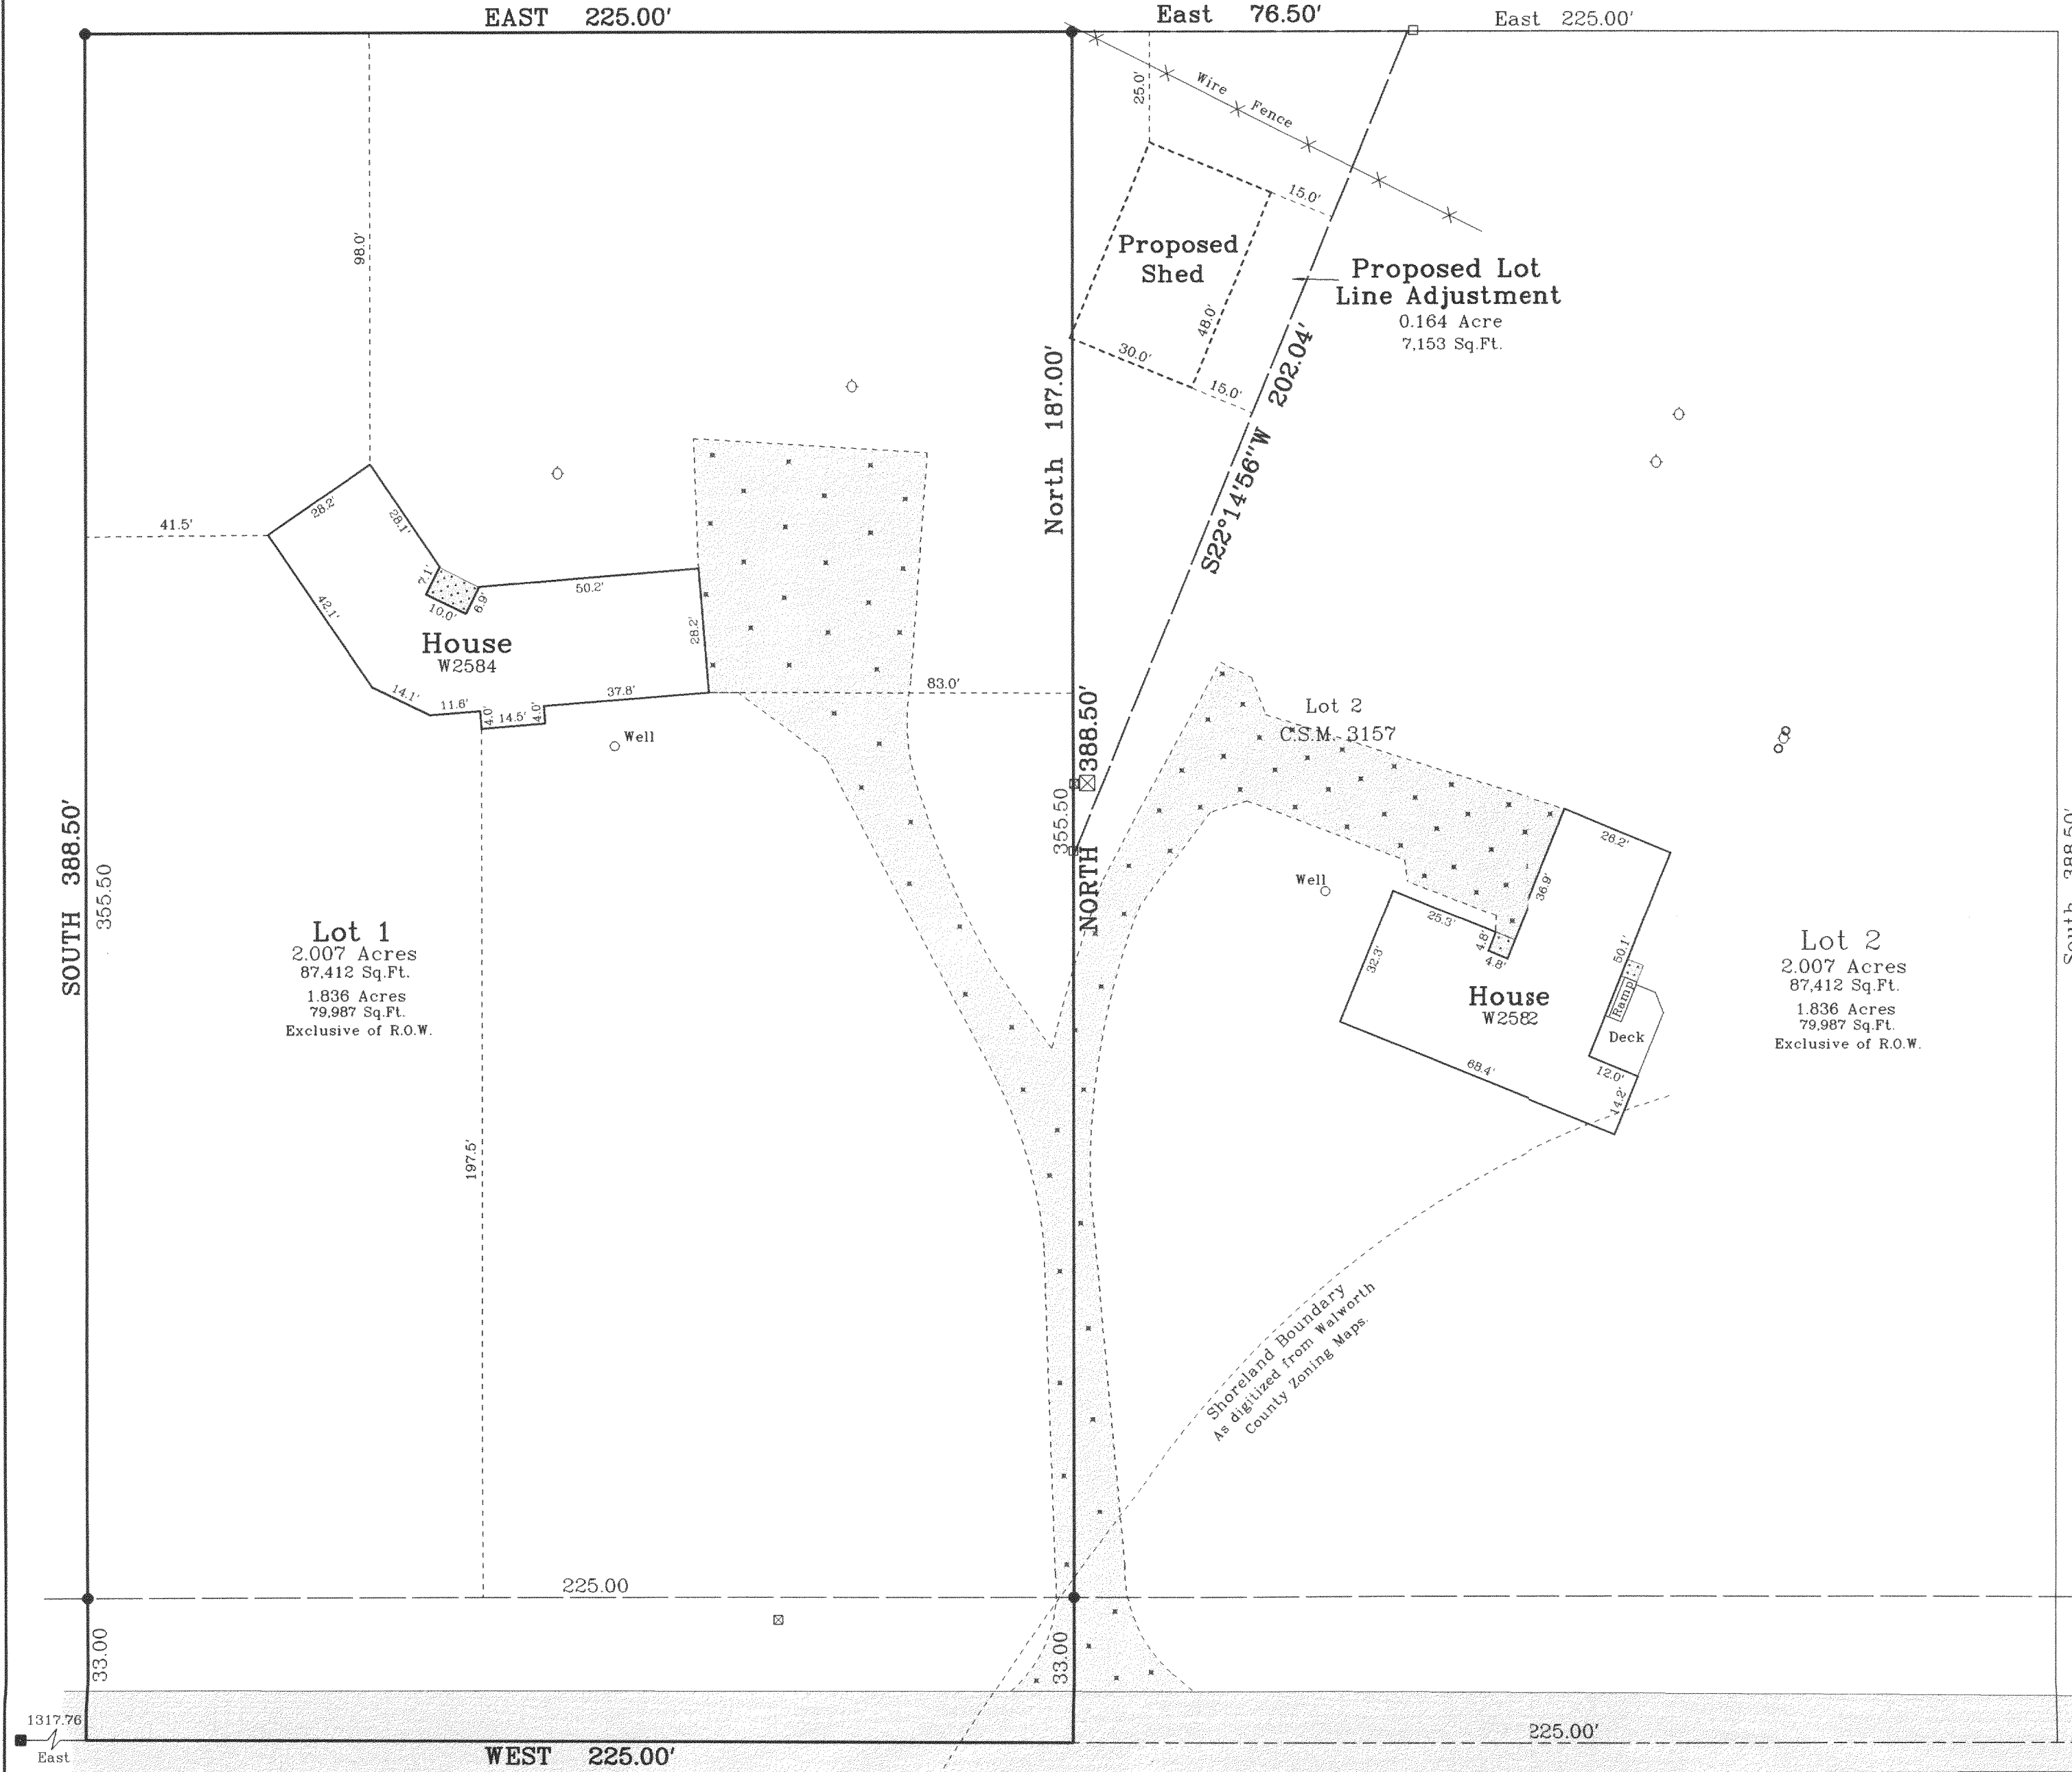 EAST 225.00'
East 76.50'
East 225.00'
25.0'
Wire Fence
98.0'
15.0'
Proposed
Shed
Proposed Lot
Line Adjustment
0.164 Acre
7,153 Sq.Ft.
48.0'
30.0'
15.0'
North 187.00'
S22°14'56"W 202.04'
41.5'
28.2'
28.1'
7.1'
10.0'
6.9'
50.2'
28.2'
42.1'
House
W2584
14.1'
11.6'
4.0'
14.5'
4.0'
37.8'
83.0'
Well
Lot 2
C.S.M. 3157
NORTH 388.50'
355.50
SOUTH 388.50'
355.50
South 388.50'
Well
28.2'
36.9'
25.3'
4.8'
4.8'
32.3'
50.1'
House
W2582
Ramp
Deck
12.0'
14.2'
68.4'
Lot 1
2.007 Acres
87,412 Sq.Ft.
1.836 Acres
79,987 Sq.Ft.
Exclusive of R.O.W.
Lot 2
2.007 Acres
87,412 Sq.Ft.
1.836 Acres
79,987 Sq.Ft.
Exclusive of R.O.W.
197.5'
Shoreland Boundary
As digitized from Walworth
County Zoning Maps.
225.00
33.00
33.00
1317.76
East
WEST 225.00'
225.00'